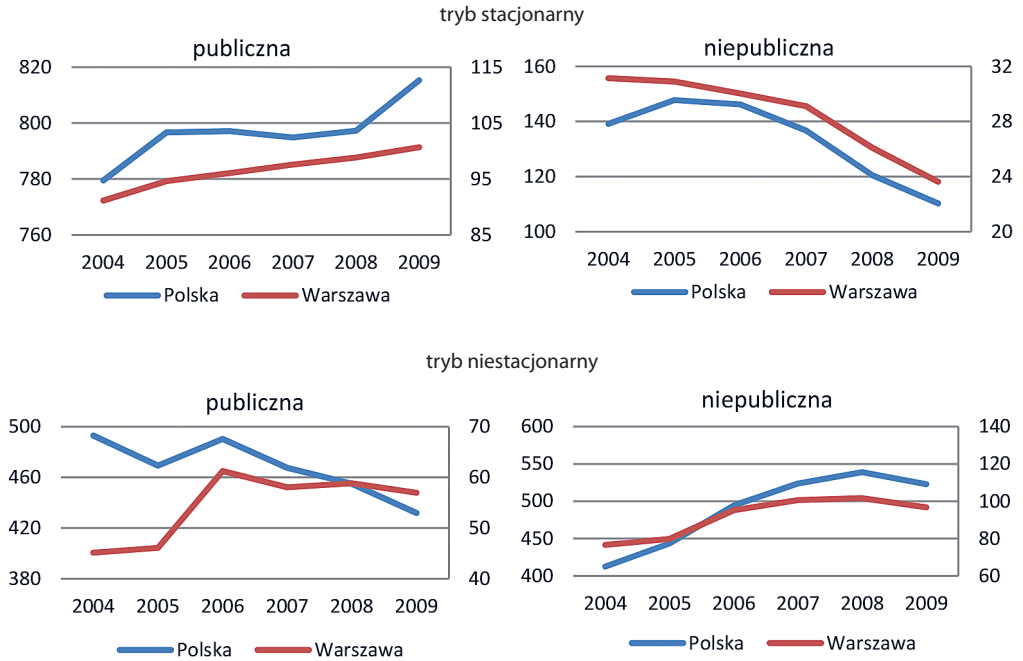 tryb stacjonarny
publiczna
820 115
800 105
780 95
760 85
2004 2005 2006 2007 2008 2009
Polska Warszawa
niepubliczna
160 32
140 28
120 24
100 20
2004 2005 2006 2007 2008 2009
Polska Warszawa
tryb niestacjonarny
publiczna
500 70
460 60
420 50
380 40
2004 2005 2006 2007 2008 2009
Polska Warszawa
niepubliczna
600 140
550 120
500 100
450 80
400 60
2004 2005 2006 2007 2008 2009
Polska Warszawa